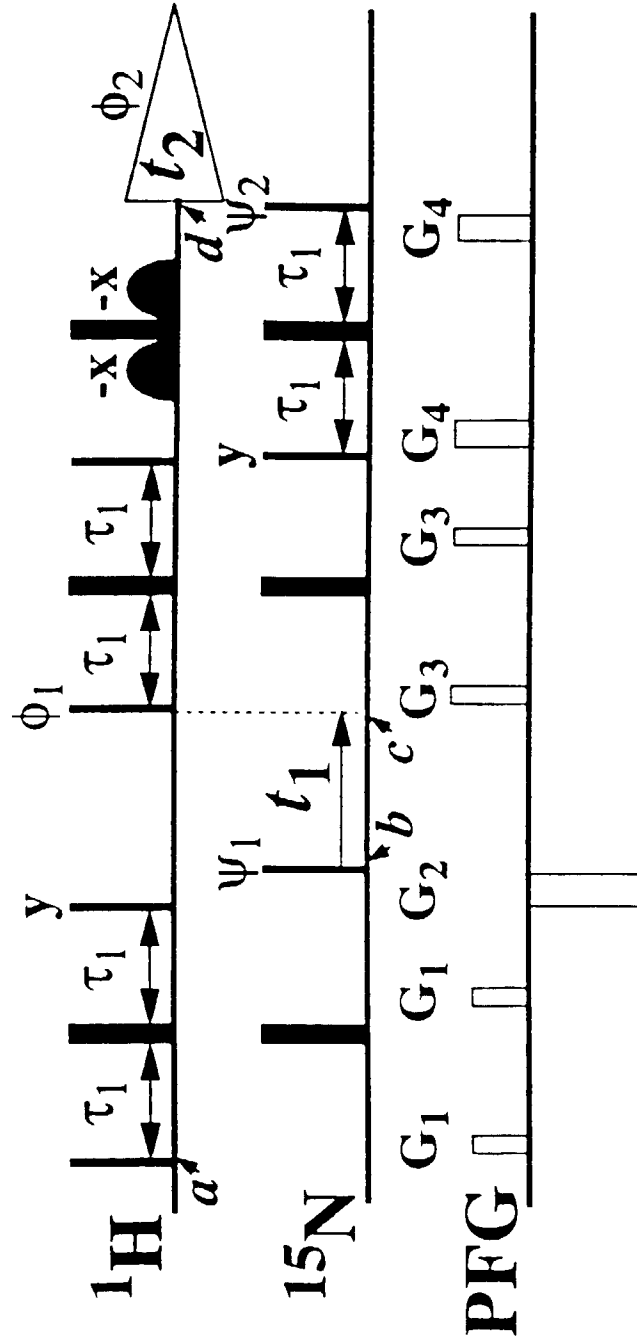 y ϕ₁ -x -x ϕ₂
τ₁ τ₁ τ₁ τ₁ t₂
¹H a d
ψ₁ y ψ₂
t₁ τ₁ τ₁
¹⁵N b c
G₁ G₁ G₂ G₃ G₃ G₄ G₄
PFG